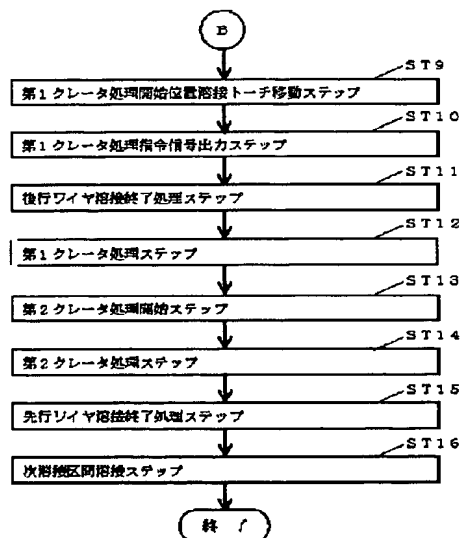 B
ST9
第1クレータ処理開始位置溶接トーチ移動ステップ
ST10
第1クレータ処理指令信号出力ステップ
ST11
後行ワイヤ溶接終了処理ステップ
ST12
第1クレータ処理ステップ
ST13
第2クレータ処理開始ステップ
ST14
第2クレータ処理ステップ
ST15
先行ワイヤ溶接終了処理ステップ
ST16
次溶接区間溶接ステップ
終了